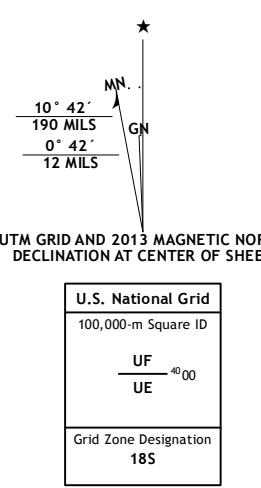 ★
MN
GN
10° 42´
190 MILS
0° 42´
12 MILS
UTM GRID AND 2013 MAGNETIC NOR
DECLINATION AT CENTER OF SHEE
U.S. National Grid
100,000-m Square ID
UF
UE
4000
Grid Zone Designation
18S